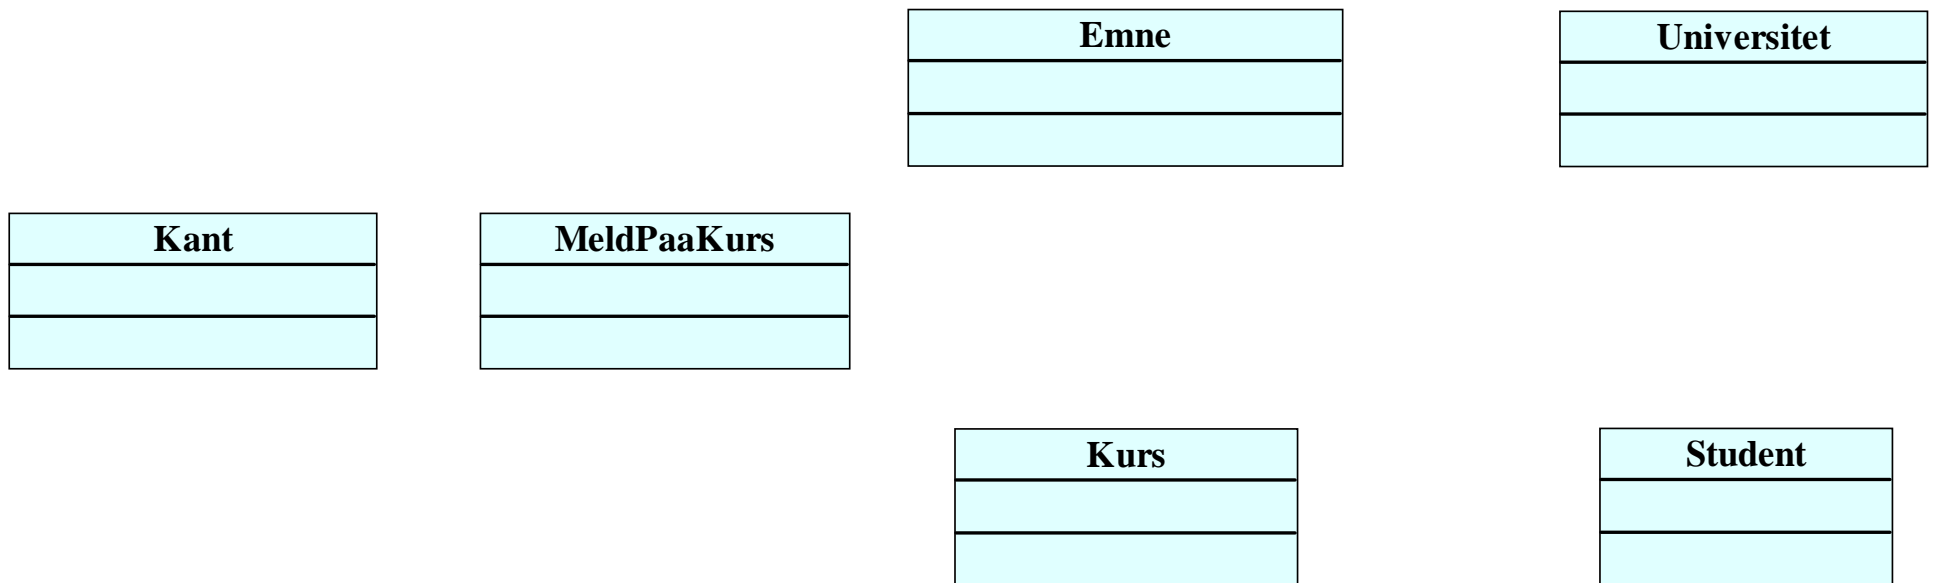 Emne
Universitet
Kant
MeldPaaKurs
Kurs
Student